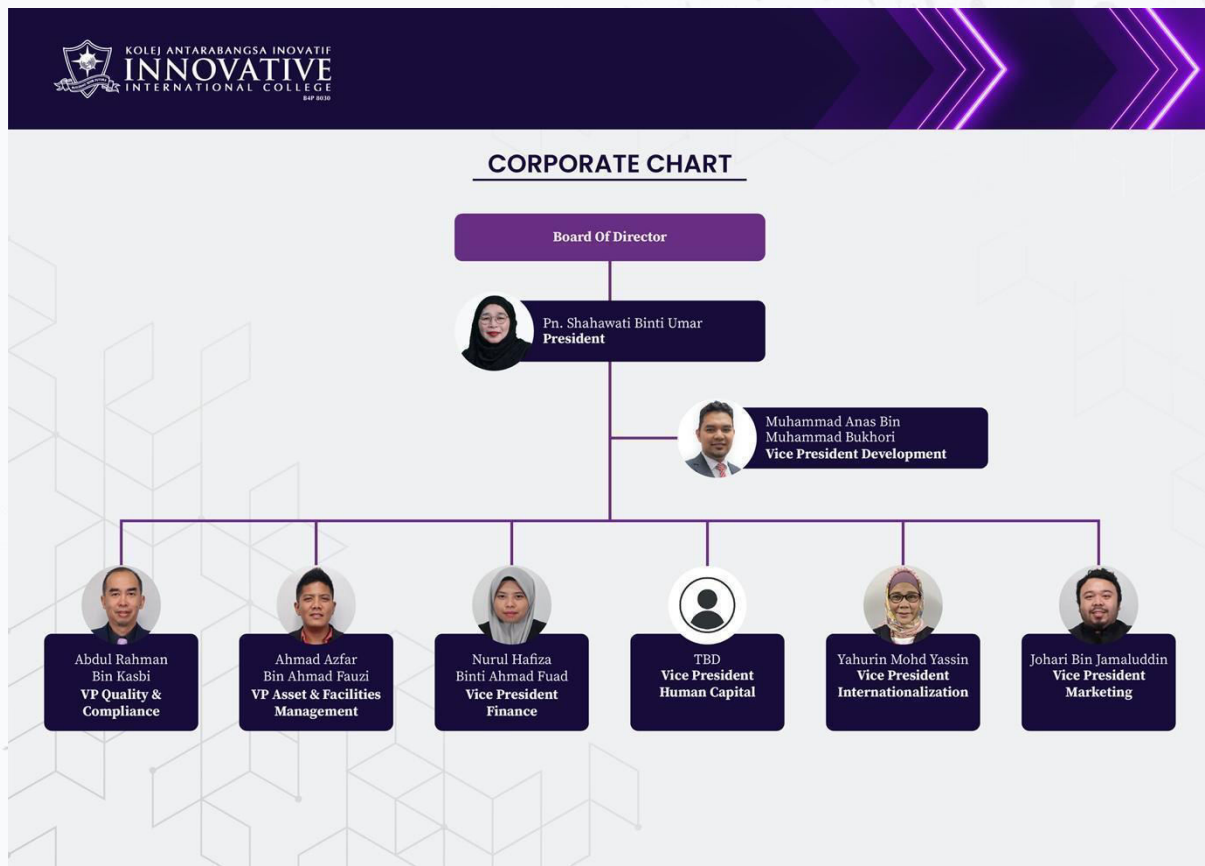 KOLEJ ANTARABANGSA INOVATIF
INNOVATIVE
INTERNATIONAL COLLEGE
B4P 8030
CORPORATE CHART
Board Of Director
Pn. Shahawati Binti Umar
President
Muhammad Anas Bin
Muhammad Bukhori
Vice President Development
Abdul Rahman
Bin Kasbi
VP Quality &
Compliance
Ahmad Azfar
Bin Ahmad Fauzi
VP Asset & Facilities
Management
Nurul Hafiza
Binti Ahmad Fuad
Vice President
Finance
TBD
Vice President
Human Capital
Yahurin Mohd Yassin
Vice President
Internationalization
Johari Bin Jamaluddin
Vice President
Marketing